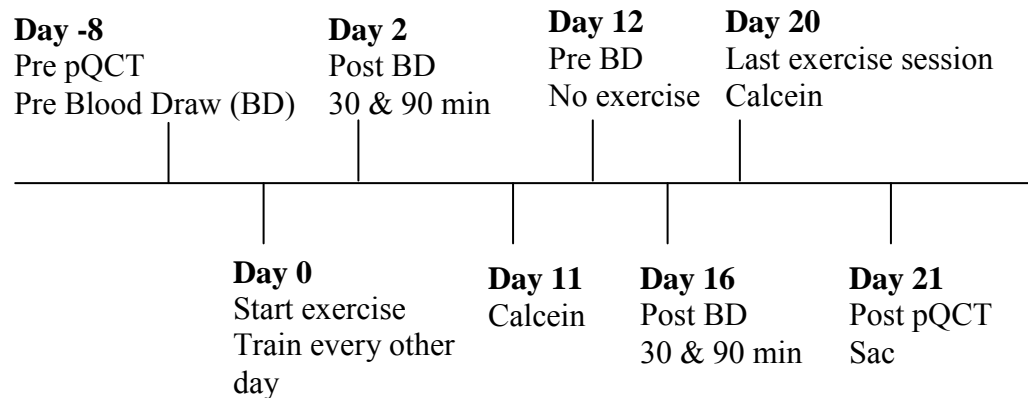 Day -8
Pre pQCT
Pre Blood Draw (BD)
Day 2
Post BD
30 & 90 min
Day 12
Pre BD
No exercise
Day 20
Last exercise session
Calcein
Day 0
Start exercise
Train every other
day
Day 11
Calcein
Day 16
Post BD
30 & 90 min
Day 21
Post pQCT
Sac